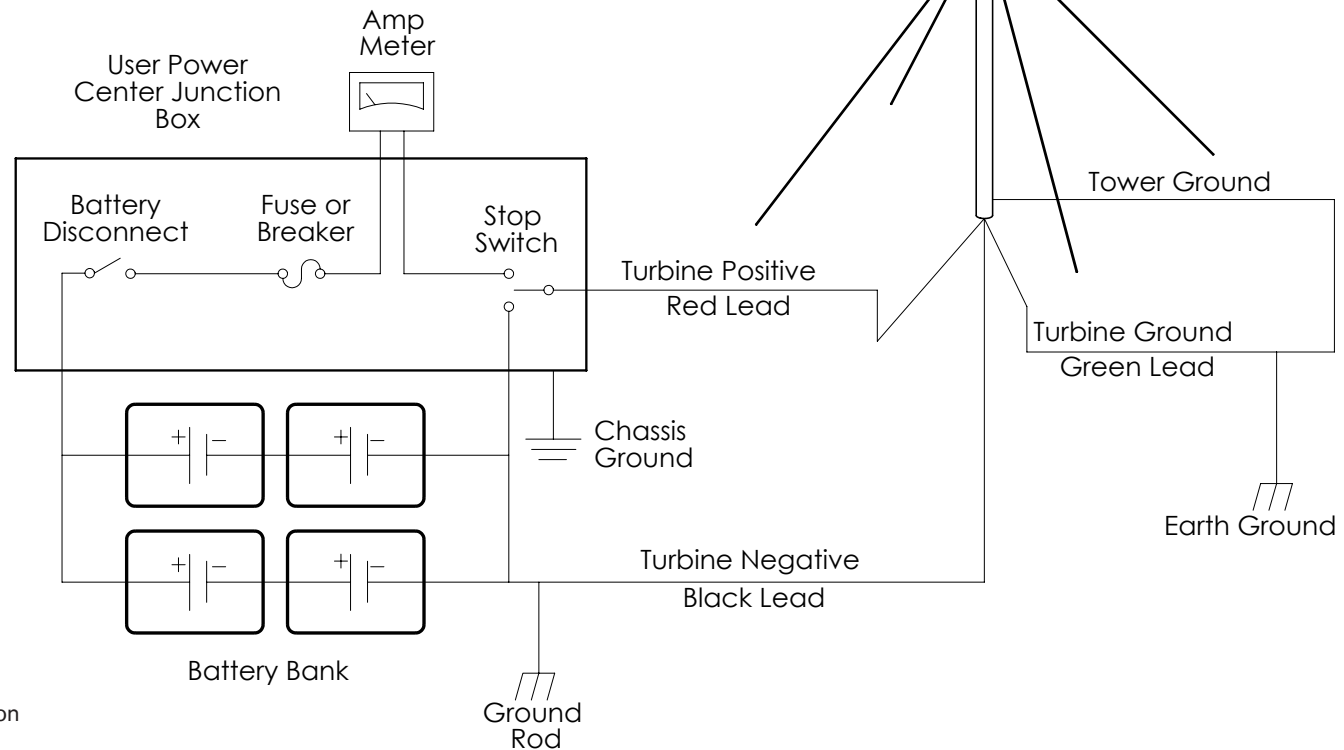 Amp
Meter
User Power
Center Junction
Box
Battery
Disconnect
Fuse or
Breaker
Stop
Switch
Tower Ground
Turbine Positive
Red Lead
Turbine Ground
Green Lead
Chassis
Ground
+ − + −
Earth Ground
Turbine Negative
Black Lead
+ − + −
Battery Bank
Ground
Rod